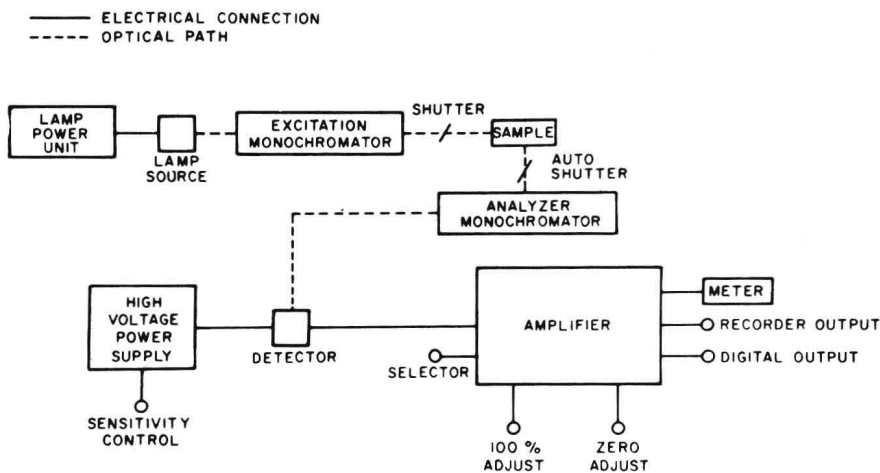 ELECTRICAL CONNECTION
OPTICAL PATH
LAMP
POWER
UNIT
LAMP
SOURCE
EXCITATION
MONOCHROMATOR
SHUTTER
SAMPLE
AUTO
SHUTTER
ANALYZER
MONOCHROMATOR
HIGH
VOLTAGE
POWER
SUPPLY
SENSITIVITY
CONTROL
DETECTOR
SELECTOR
AMPLIFIER
METER
RECORDER OUTPUT
DIGITAL OUTPUT
100 %
ADJUST
ZERO
ADJUST